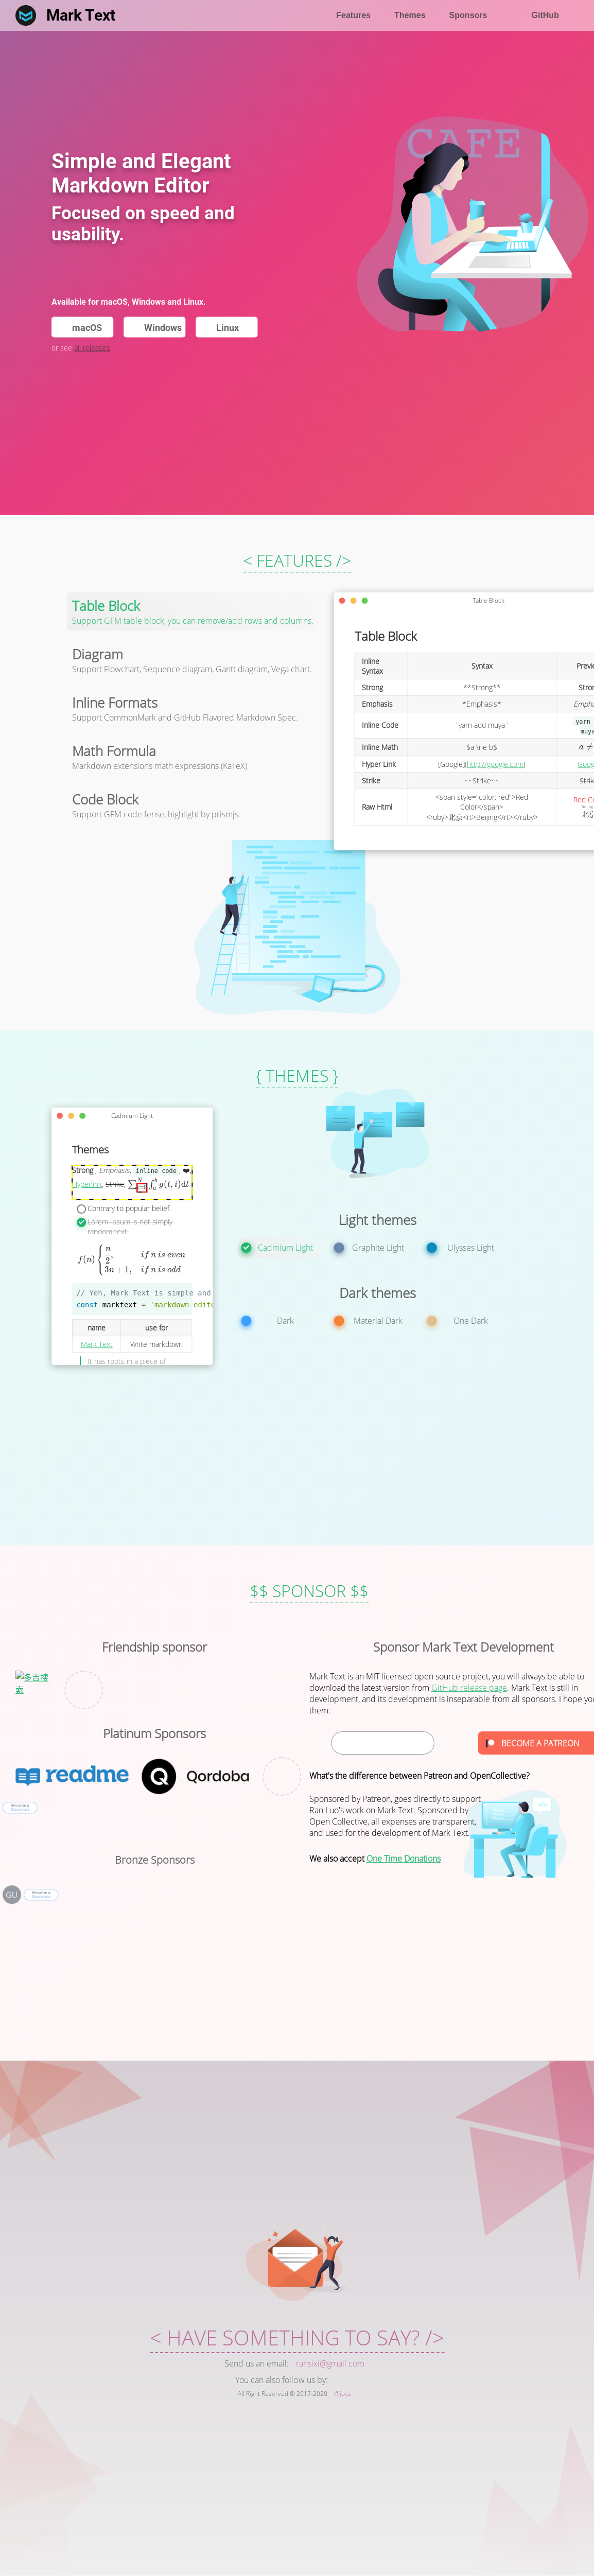 Mark Text
Features
Themes
Sponsors
GitHub
CAFE
Simple and Elegant
Markdown Editor
Focused on speed and
usability.
Available for macOS, Windows and Linux.
macOS
Windows
Linux
or see all releases
< FEATURES />
Table Block
Support GFM table block, you can remove/add rows and columns.
Diagram
Support Flowchart, Sequence diagram, Gantt diagram, Vega chart.
Inline Formats
Support CommonMark and GitHub Flavored Markdown Spec.
Math Formula
Markdown extensions math expressions (KaTeX)
Code Block
Support GFM code fense, highlight by prismjs.
Table Block
Table Block
Inline Syntax
Syntax
Previe
Strong
**Strong**
Stron
Emphasis
*Emphasis*
Empha
Inline Code
`yarn add muya`
yarn
muya
Inline Math
$a \ne b$
a ≠
Hyper Link
[Google](http://google.com)
Goog
Strike
~~Strike~~
Strik
Raw Html
<span style="color: red">Red
Color</span>
<ruby>北京<rt>Beijing</rt></ruby>
Red Co
北京
{ THEMES }
Cadmium Light
Themes
Strong , Emphasis, inline code , ❤
Hyperlink, Strike,
Contrary to popular belief.
Lorem Ipsum is not simply
random text.
f(n) { n/2, if n is even
3n + 1, if n is odd
// Yeh, Mark Text is simple and
const marktext = 'markdown edito
name
use for
Mark Text
Write markdown
It has roots in a piece of
Light themes
Cadmium Light
Graphite Light
Ulysses Light
Dark themes
Dark
Material Dark
One Dark
$$ SPONSOR $$
Friendship sponsor
多吉搜
索
Platinum Sponsors
readme
Qordoba
Become a
Sponsor
Bronze Sponsors
GU
Become a
Sponsor
Sponsor Mark Text Development
Mark Text is an MIT licensed open source project, you will always be able to
download the latest version from GitHub release page. Mark Text is still in
development, and its development is inseparable from all sponsors. I hope you
them:
BECOME A PATREON
What's the difference between Patreon and OpenCollective?
Sponsored by Patreon, goes directly to support
Ran Luo's work on Mark Text. Sponsored by
Open Collective, all expenses are transparent,
and used for the development of Mark Text.
We also accept One Time Donations
< HAVE SOMETHING TO SAY? />
Send us an email: ransixi@gmail.com
You can also follow us by:
All Right Reserved © 2017-2020 @jocs